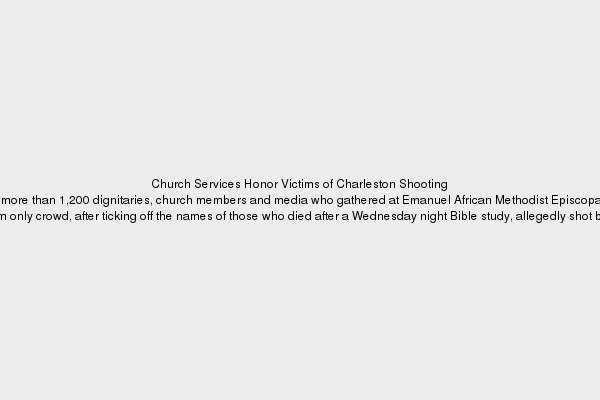 Church Services Honor Victims of Charleston Shooting
more than 1,200 dignitaries, church members and media who gathered at Emanuel African Methodist Episcopa
only crowd, after ticking off the names of those who died after a Wednesday night Bible study, allegedly shot